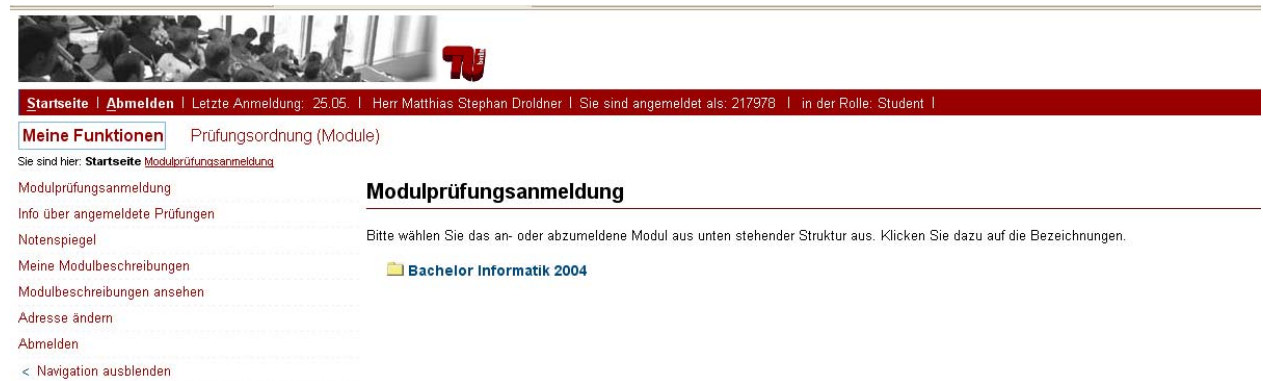 TU
Startseite | Abmelden | Letzte Anmeldung: 25.05. | Herr Matthias Stephan Droldner | Sie sind angemeldet als: 217978 | in der Rolle: Student |
Meine Funktionen Prüfungsordnung (Module)
Sie sind hier: Startseite Modulprüfungsanmeldung
Modulprüfungsanmeldung
Info über angemeldete Prüfungen
Notenspiegel
Meine Modulbeschreibungen
Modulbeschreibungen ansehen
Adresse ändern
Abmelden
< Navigation ausblenden
Modulprüfungsanmeldung
Bitte wählen Sie das an- oder abzumeldene Modul aus unten stehender Struktur aus. Klicken Sie dazu auf die Bezeichnungen.
Bachelor Informatik 2004